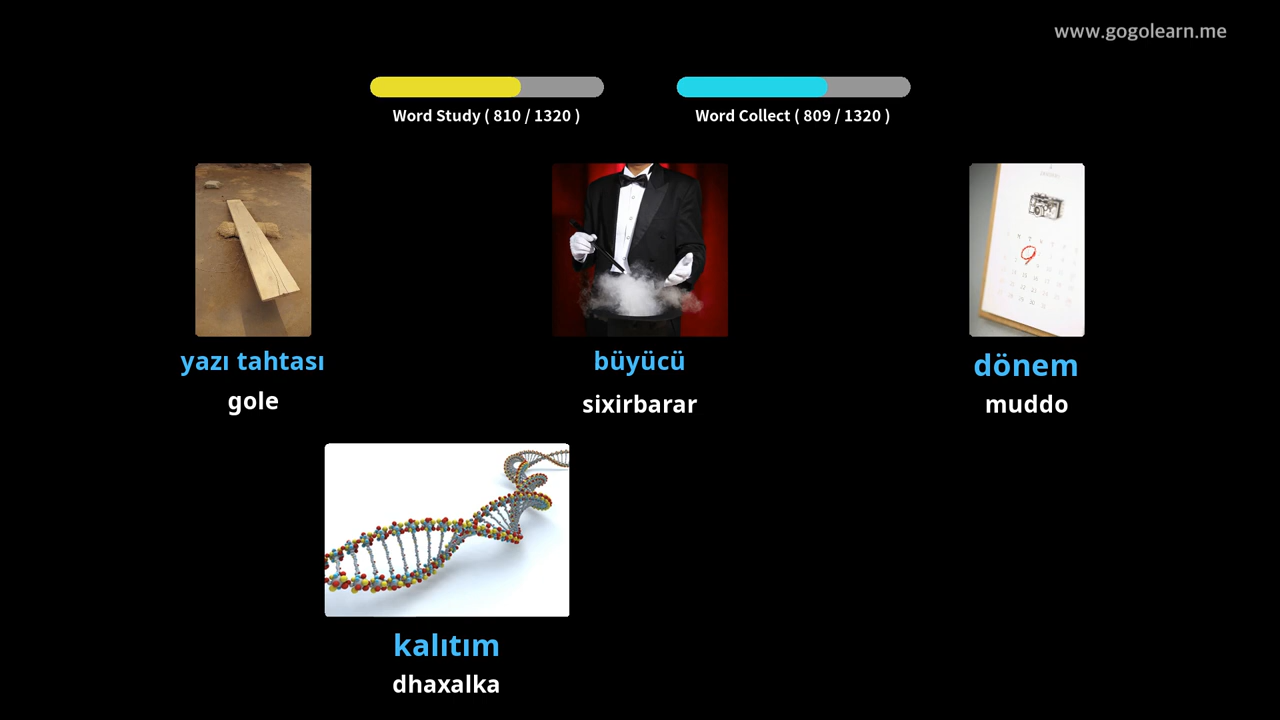 www.gogolearn.me
Word Study ( 810 / 1320 )
Word Collect ( 809 / 1320 )
yazı tahtası
gole
büyücü
sixirbarar
dönem
muddo
kalıtım
dhaxalka